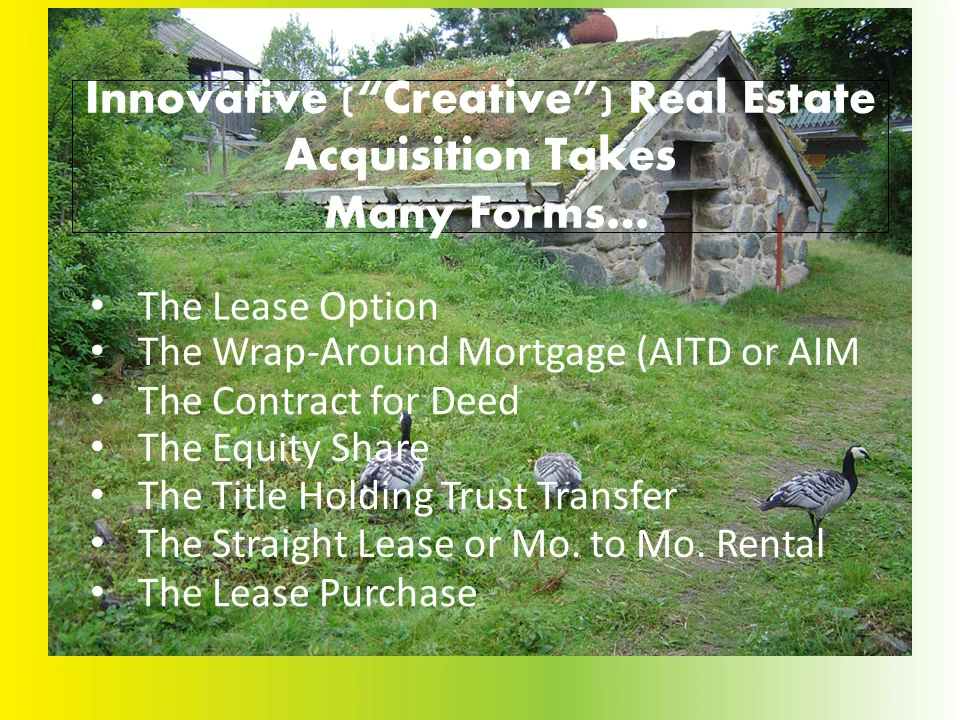 Innovative (“Creative”) Real Estate
Acquisition Takes
Many Forms…
• The Lease Option
• The Wrap-Around Mortgage (AITD or AIM
• The Contract for Deed
• The Equity Share
• The Title Holding Trust Transfer
• The Straight Lease or Mo. to Mo. Rental
• The Lease Purchase